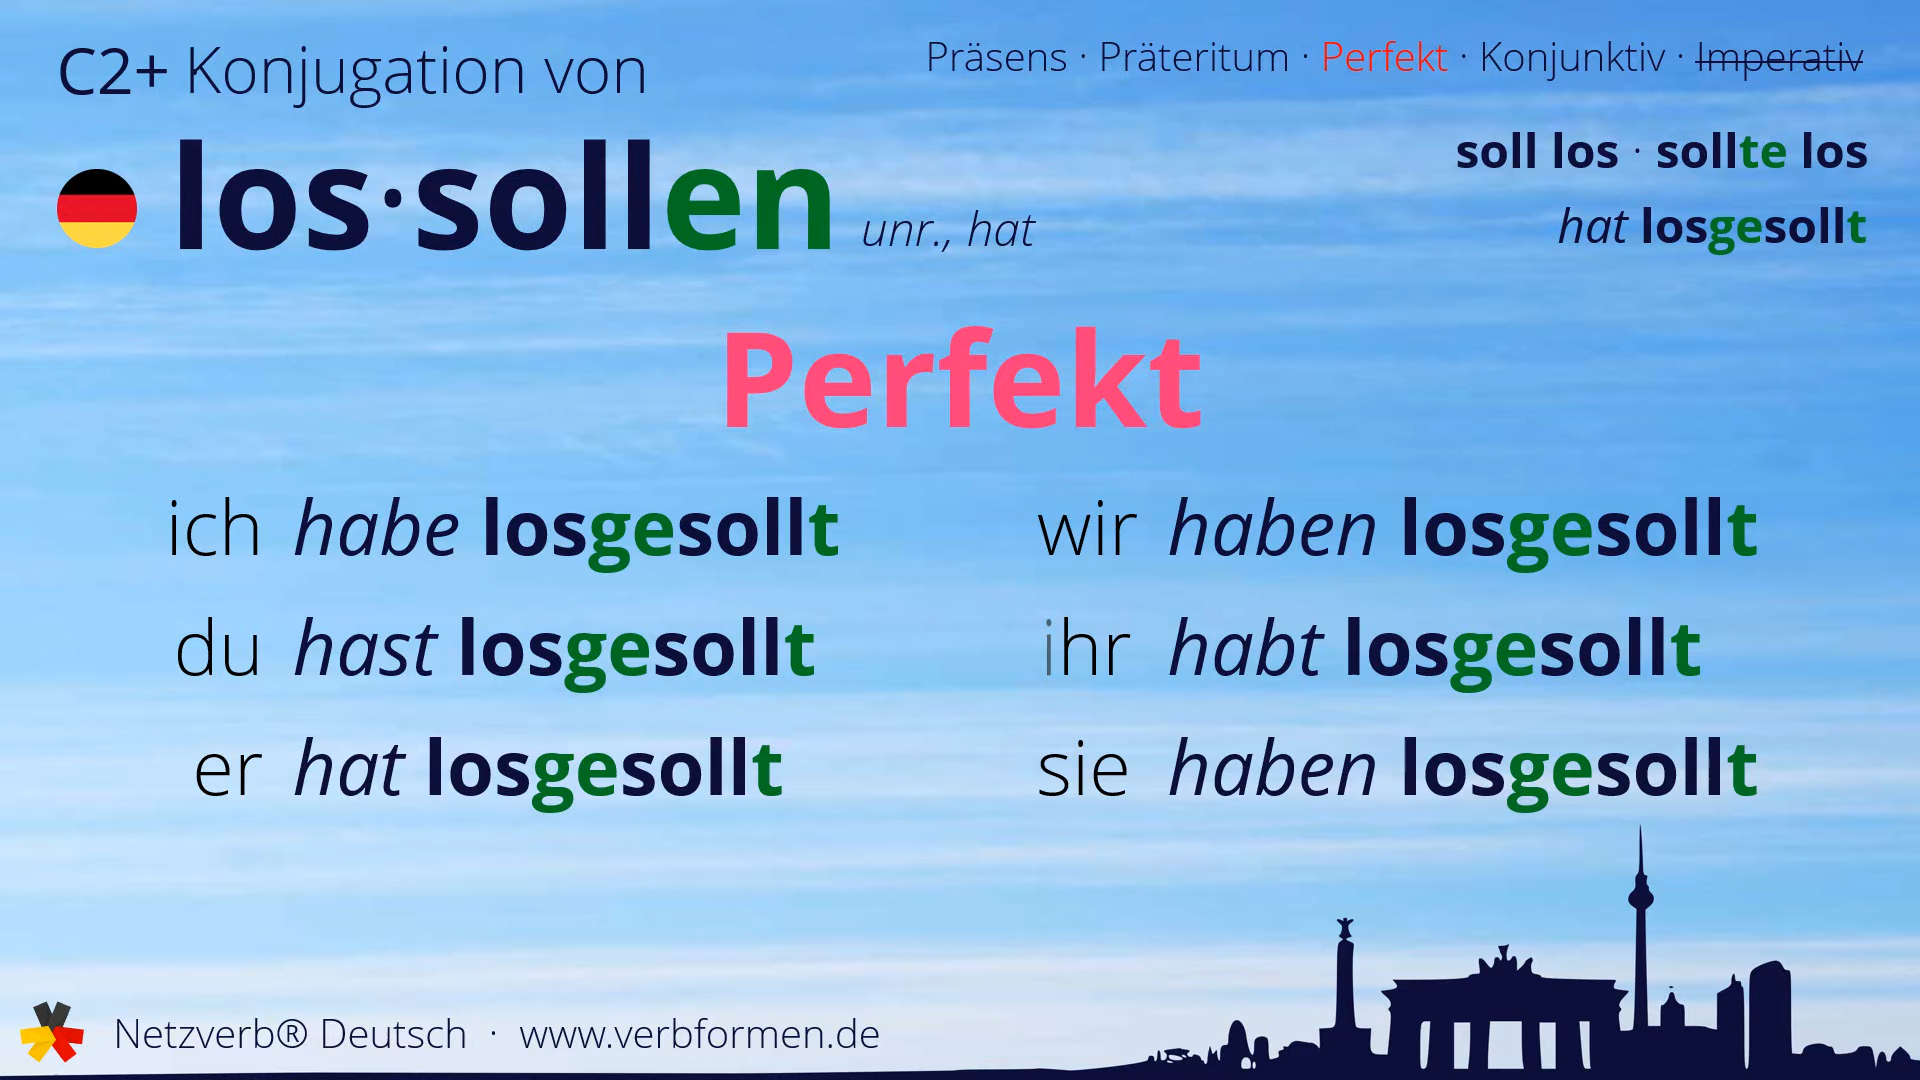 C2+ Konjugation von
Präsens · Präteritum · Perfekt · Konjunktiv · Imperativ
los·sollen unr., hat
soll los · sollte los
hat losgesollt
Perfekt
ich habe losgesollt
du hast losgesollt
er hat losgesollt
wir haben losgesollt
ihr habt losgesollt
sie haben losgesollt
Netzverb® Deutsch · www.verbformen.de